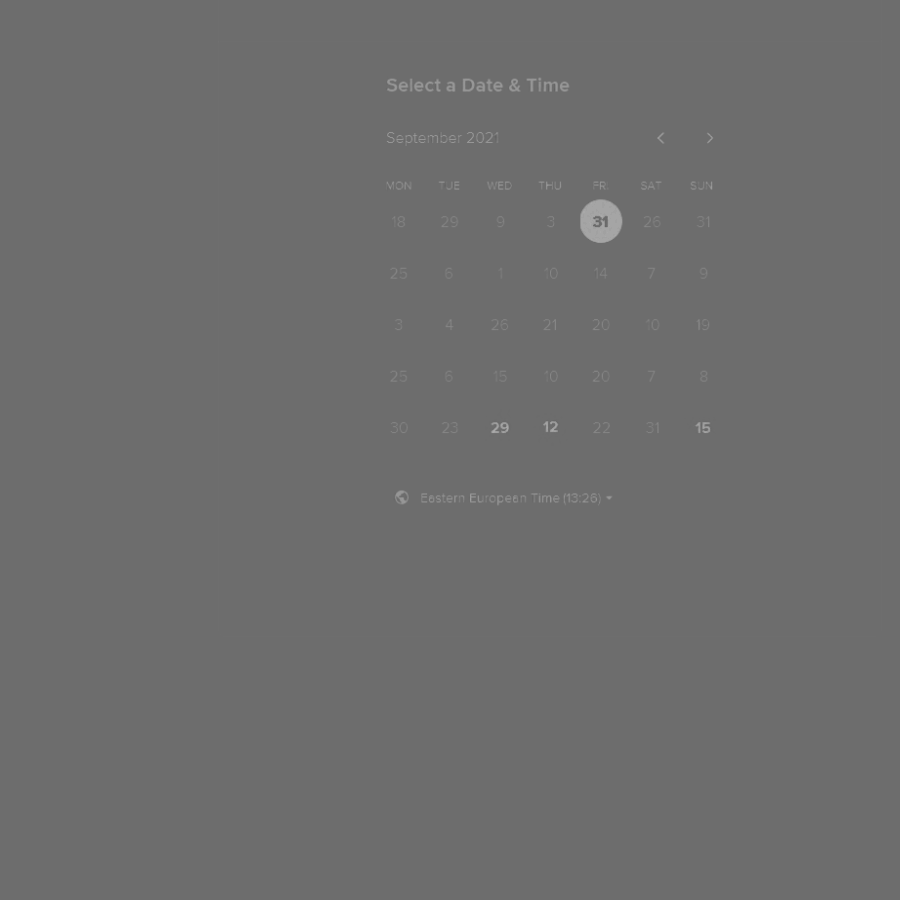 Select a Date & Time
September 2021
MON TUE WED THU FRI SAT SUN
18 29 9 3 31 26 31
25 6 1 10 14 7 9
3 4 26 21 20 10 19
25 6 15 10 20 7 8
30 23 29 12 22 31 15
Eastern European Time (13:26)